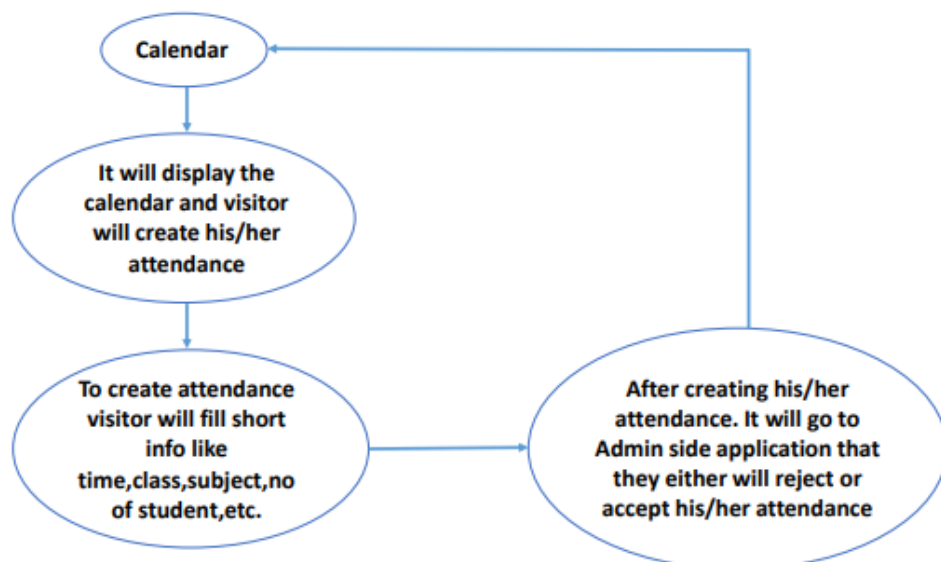 Calendar
It will display the
calendar and visitor
will create his/her
attendance
To create attendance
visitor will fill short
info like
time,class,subject,no
of student,etc.
After creating his/her
attendance. It will go to
Admin side application that
they either will reject or
accept his/her attendance